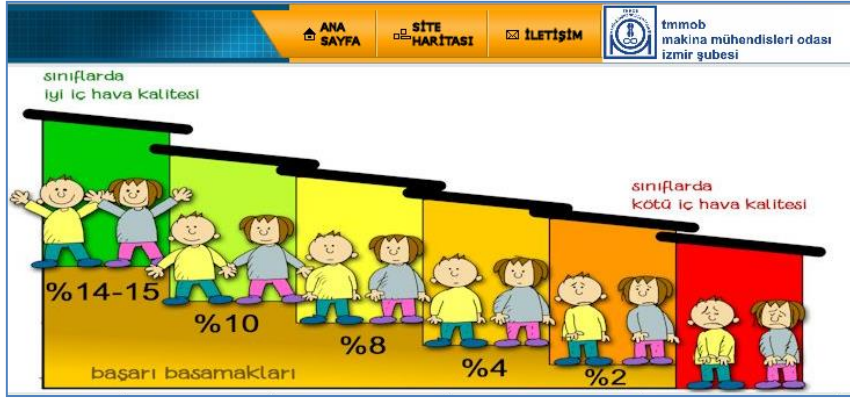 ANA
SAYFA
SİTE
HARİTASI
İLETİŞİM
tmmob
makina mühendisleri odası
izmir şubesi
sınıflarda
iyi iç hava kalitesi
sınıflarda
kötü iç hava kalitesi
%14-15
%10
%8
%4
%2
başarı basamakları